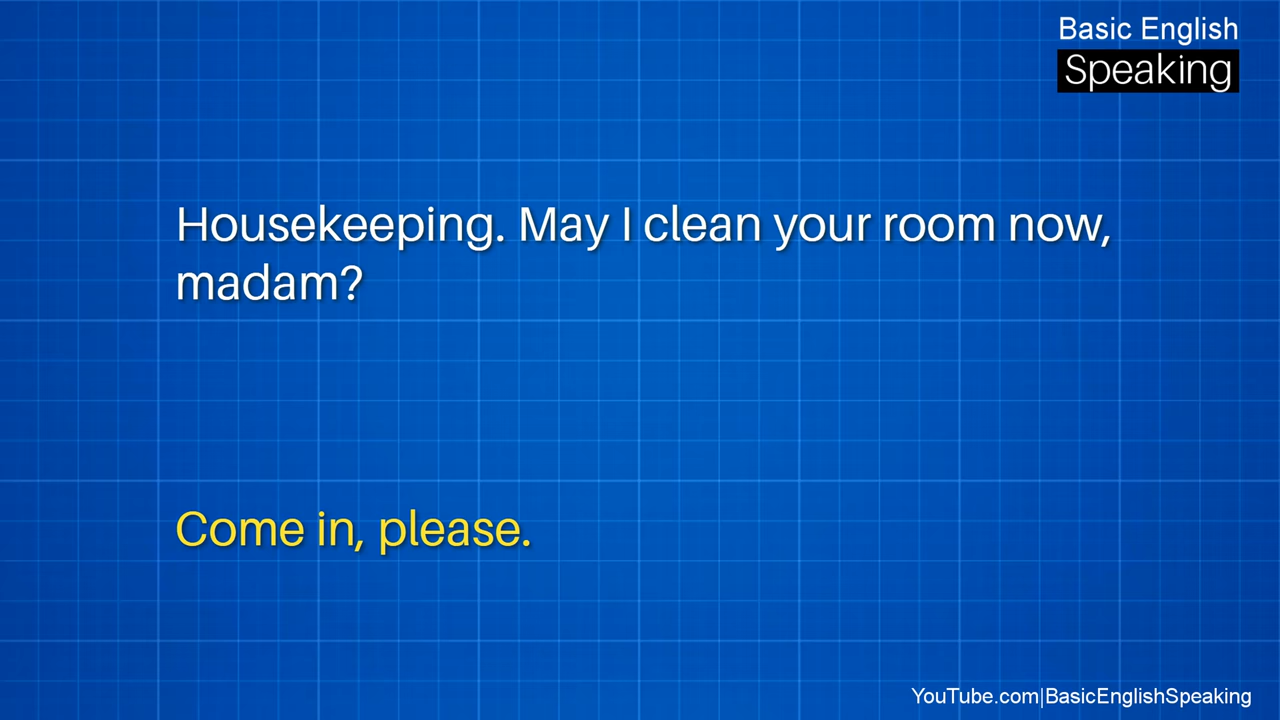 Basic English
Speaking
Housekeeping. May I clean your room now,
madam?
Come in, please.
YouTube.com|BasicEnglishSpeaking